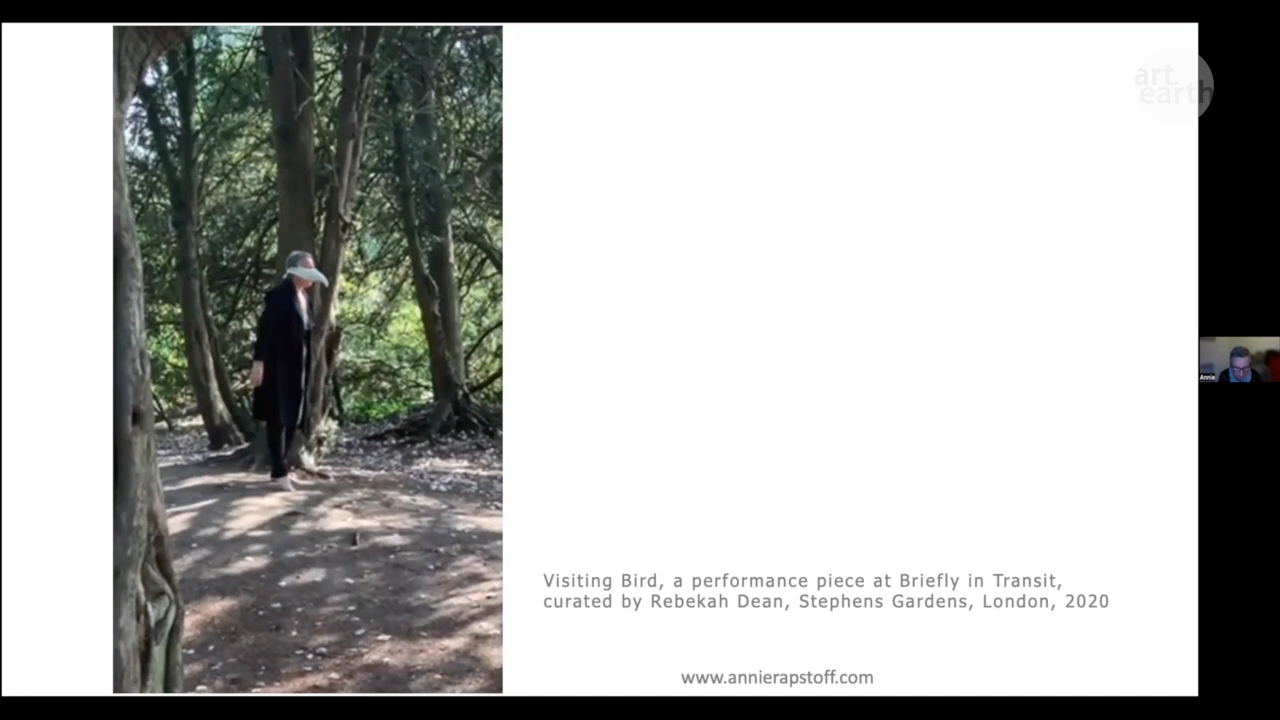 art.
earth
Visiting Bird, a performance piece at Briefly in Transit,
curated by Rebekah Dean, Stephens Gardens, London, 2020
www.annierapstoff.com
Annie